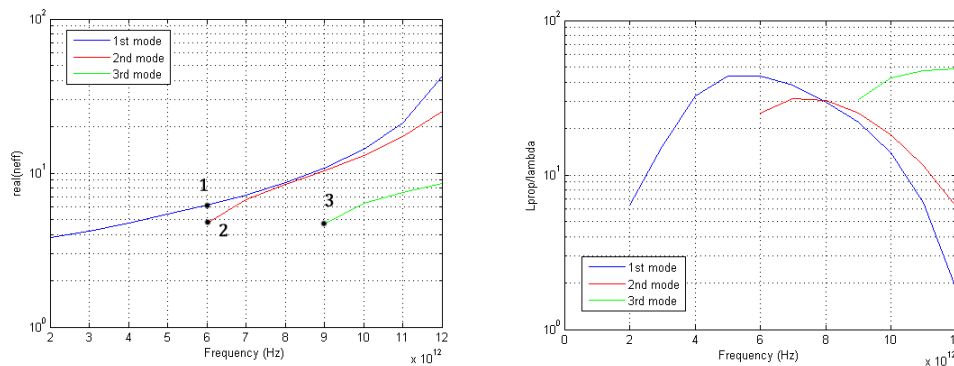 10^2
1st mode
2nd mode
3rd mode
real(neff)
10^1
1
2
3
10^0
2 3 4 5 6 7 8 9 10 11 12
Frequency (Hz)
x 10^12
10^2
Lprop/lambda
10^1
1st mode
2nd mode
3rd mode
10^0
0 2 4 6 8 10 12
Frequency (Hz)
x 10^12